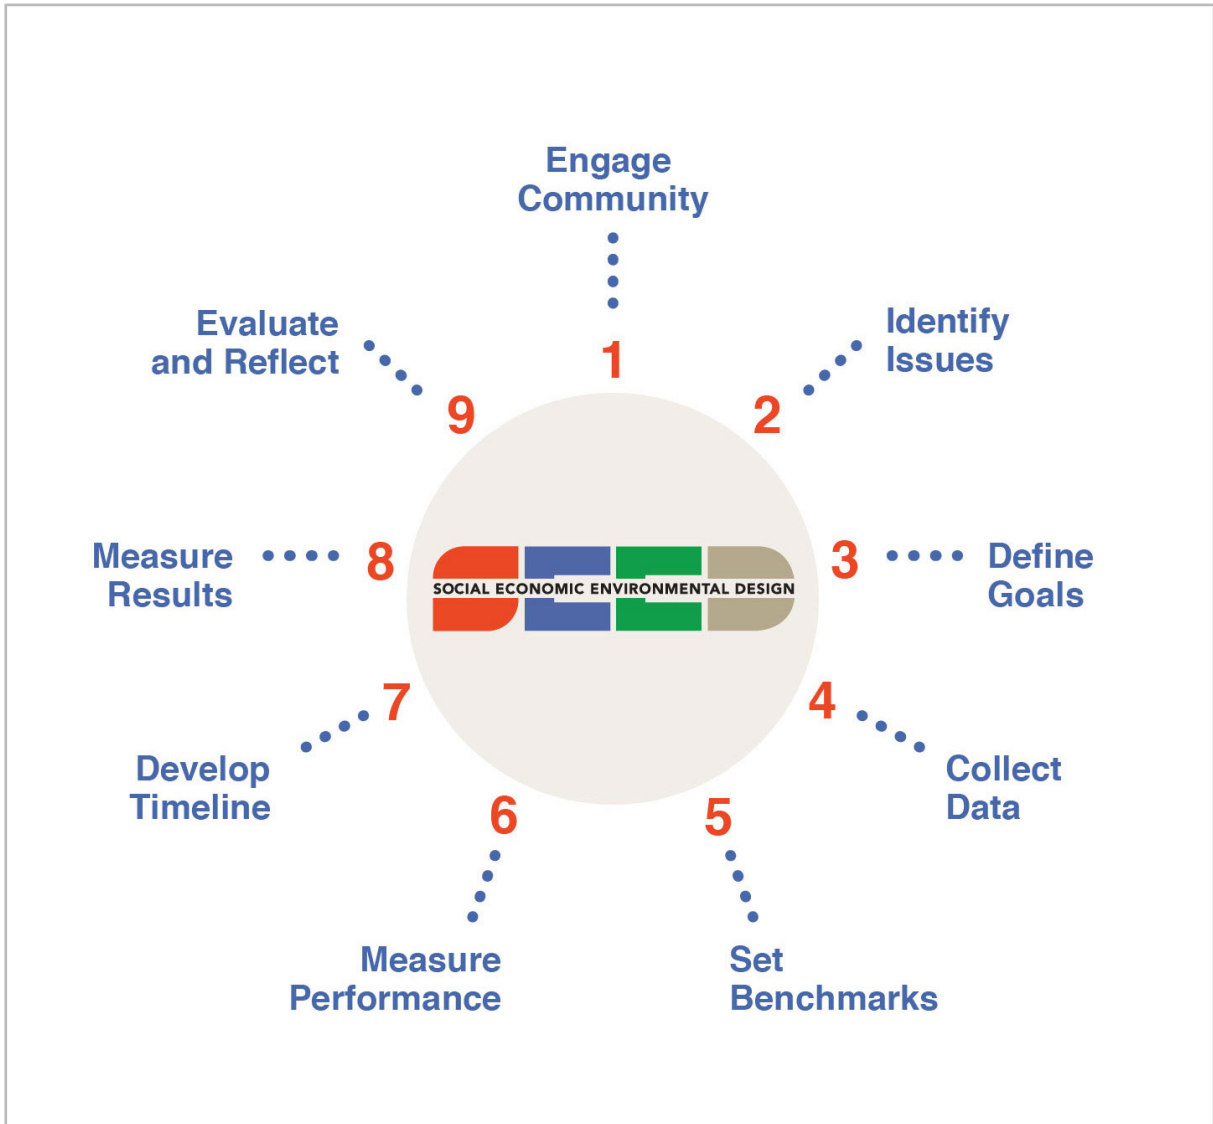 Engage
Community
1
Identify
Issues
2
Define
Goals
3
Collect
Data
4
Set
Benchmarks
5
Measure
Performance
6
Develop
Timeline
7
Measure
Results
8
Evaluate
and Reflect
9
SEED
SOCIAL ECONOMIC ENVIRONMENTAL DESIGN